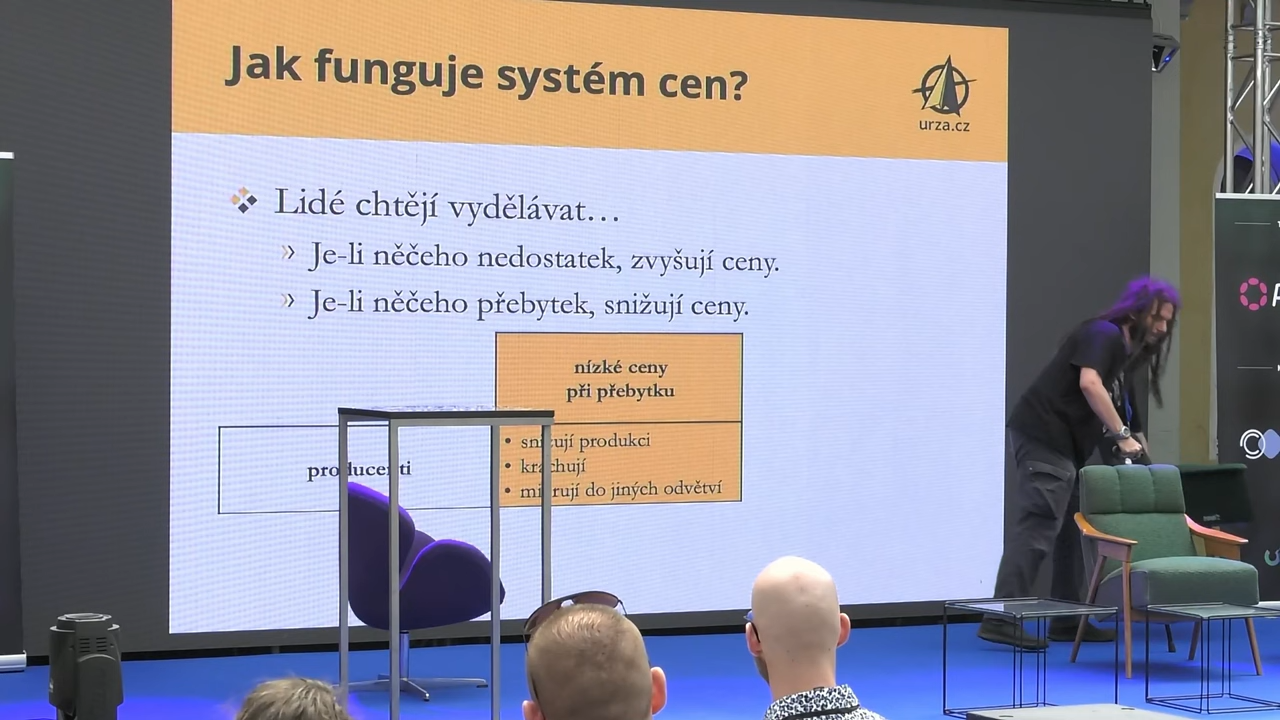 Jak funguje systém cen?
urza.cz
Lidé chtějí vydělávat…
Je-li něčeho nedostatek, zvyšují ceny.
Je-li něčeho přebytek, snižují ceny.
nízké ceny
při přebytku
producenti
snižují produkci
krachují
migrují do jiných odvětví